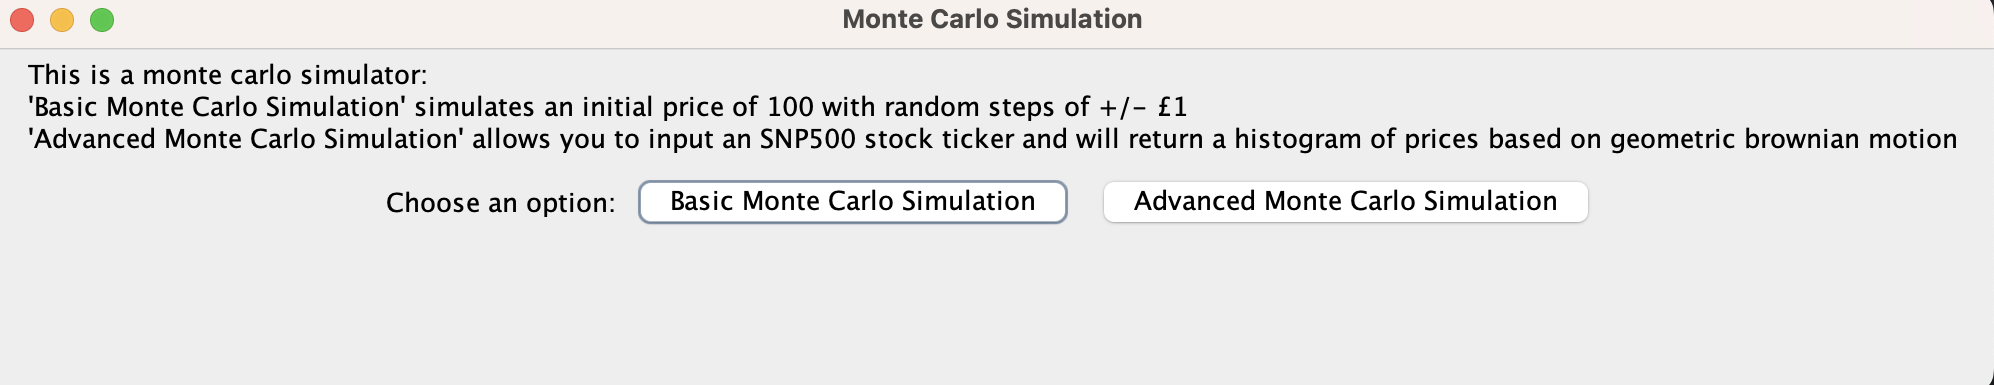 Monte Carlo Simulation
This is a monte carlo simulator:
'Basic Monte Carlo Simulation' simulates an initial price of 100 with random steps of +/- £1
'Advanced Monte Carlo Simulation' allows you to input an SNP500 stock ticker and will return a histogram of prices based on geometric brownian motion
Choose an option: Basic Monte Carlo Simulation Advanced Monte Carlo Simulation